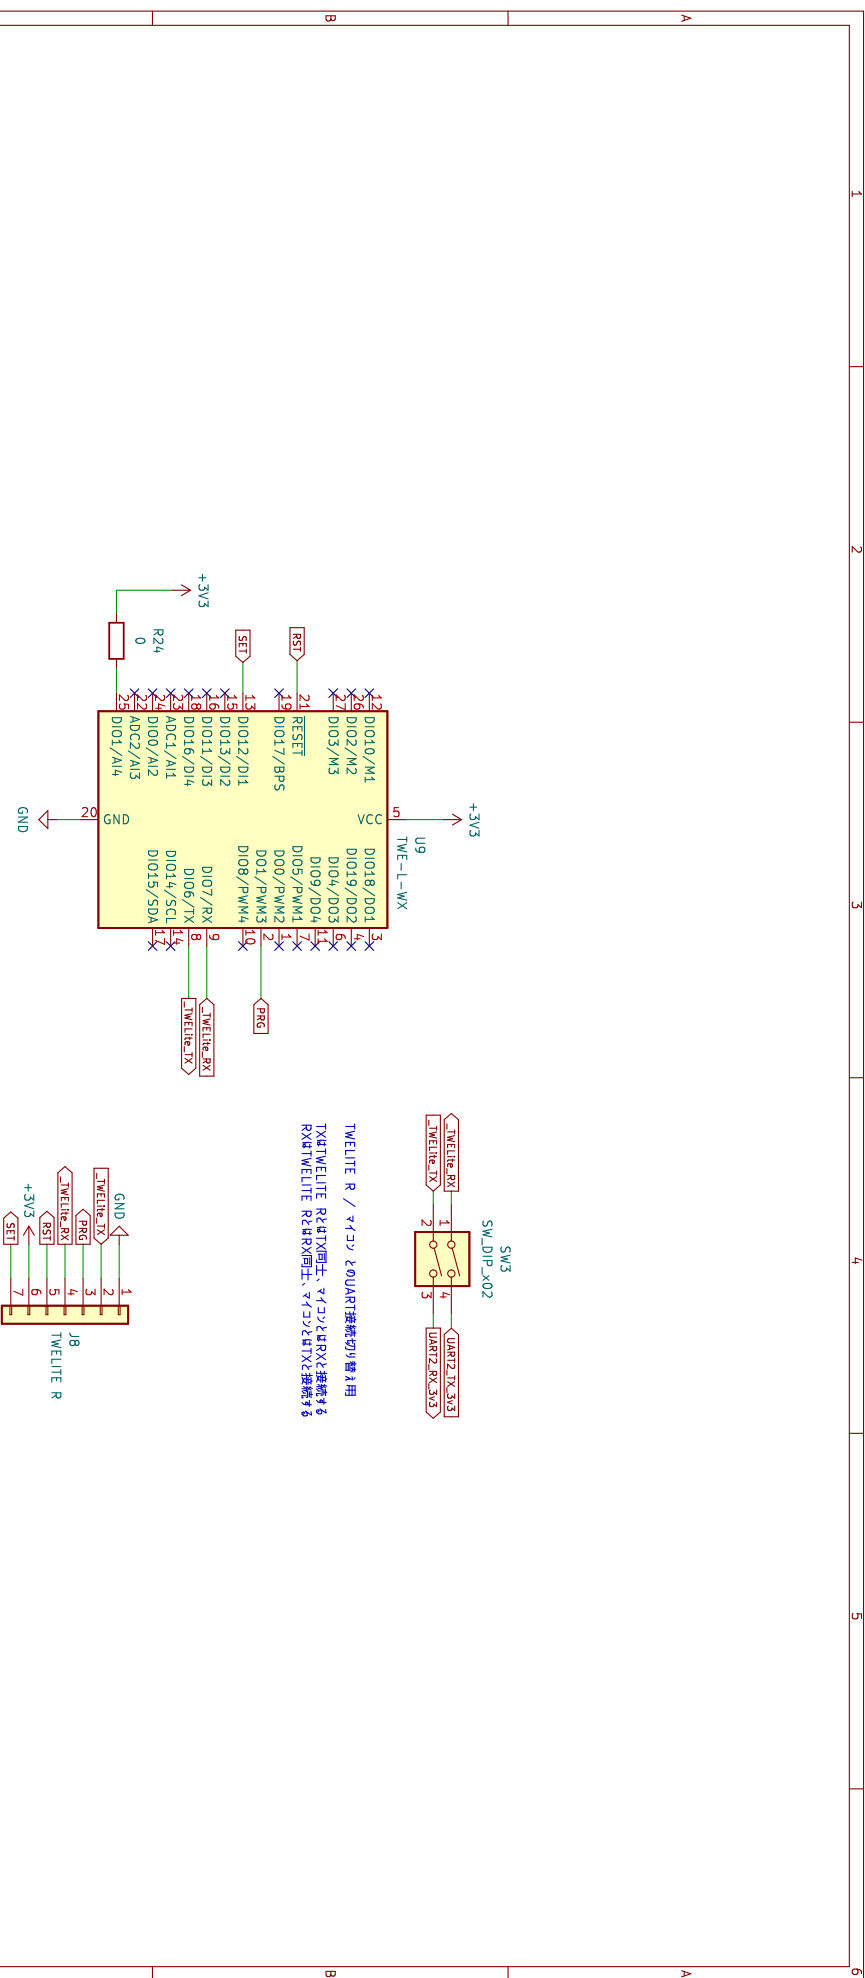 1
2
3
4
5
6
A
B
A
B
+3V3
5
VCC
U9
TWE-L-WX
12
DIO10/M1
26
DIO2/M2
27
DIO3/M3
21
RESET
RST
19
DIO17/BPS
13
DIO12/DI1
SET
15
DIO13/DI2
16
DIO11/DI3
18
DIO16/DI4
23
ADC1/AI1
24
DIO0/AI2
22
ADC2/AI3
25
DIO1/AI4
+3V3
R24
0
DIO18/DO1
3
DIO19/DO2
4
DIO4/DO3
6
DIO9/DO4
11
DIO5/PWM1
7
DO0/PWM2
1
DO1/PWM3
2
PRG
DIO8/PWM4
10
DIO7/RX
9
_TWELite_RX
DIO6/TX
8
_TWELite_TX
DIO14/SCL
14
DIO15/SDA
17
GND
20
GND
SW3
SW_DIP_x02
_TWELite_RX
1
4
UART2_TX_3v3
_TWELite_TX
2
3
UART2_RX_3v3
TWELITE R / マイコン とのUART接続切り替え用
TXはTWELITE RとはTX同士、マイコンとはRXと接続する
RXはTWELITE RとはRX同士、マイコンとはTXと接続する
GND
1
_TWELite_TX
2
PRG
3
_TWELite_RX
4
RST
5
+3V3
6
SET
7
J8
TWELITE R